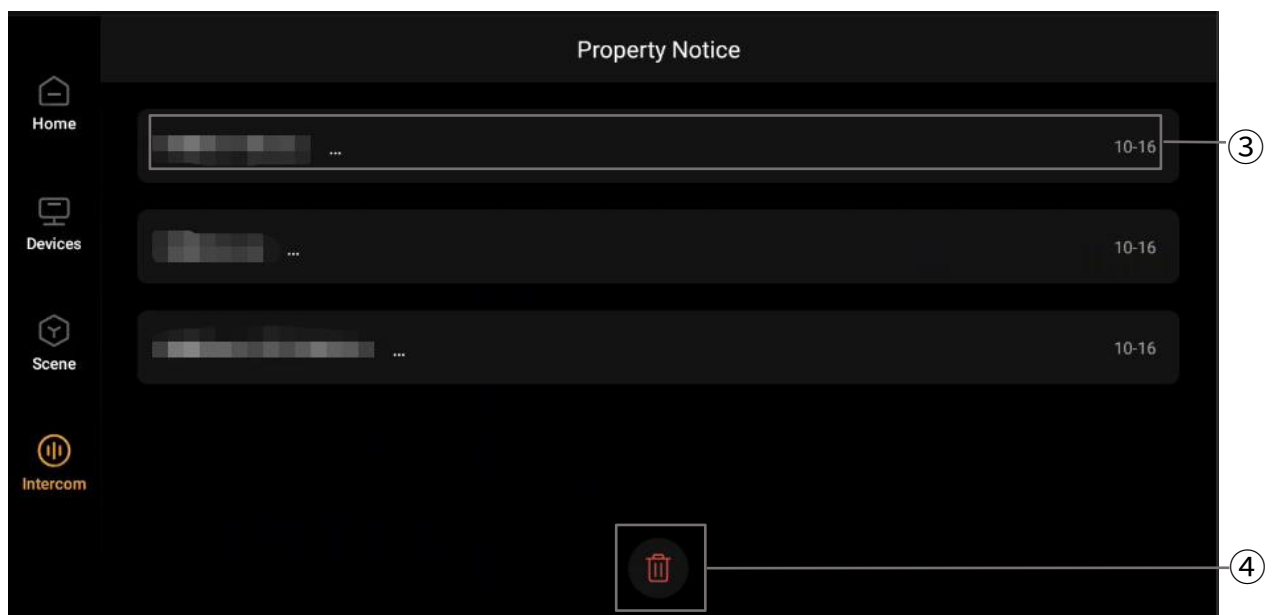 Property Notice
Home
... 10-16 ③
Devices
... 10-16
Scene
... 10-16
Intercom
④